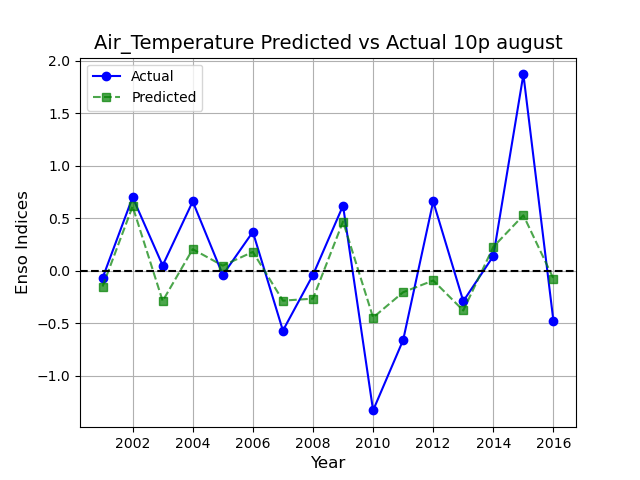 Air_Temperature Predicted vs Actual 10p august
Actual
Predicted
Enso Indices
2.0
1.5
1.0
0.5
0.0
−0.5
−1.0
2002 2004 2006 2008 2010 2012 2014 2016
Year